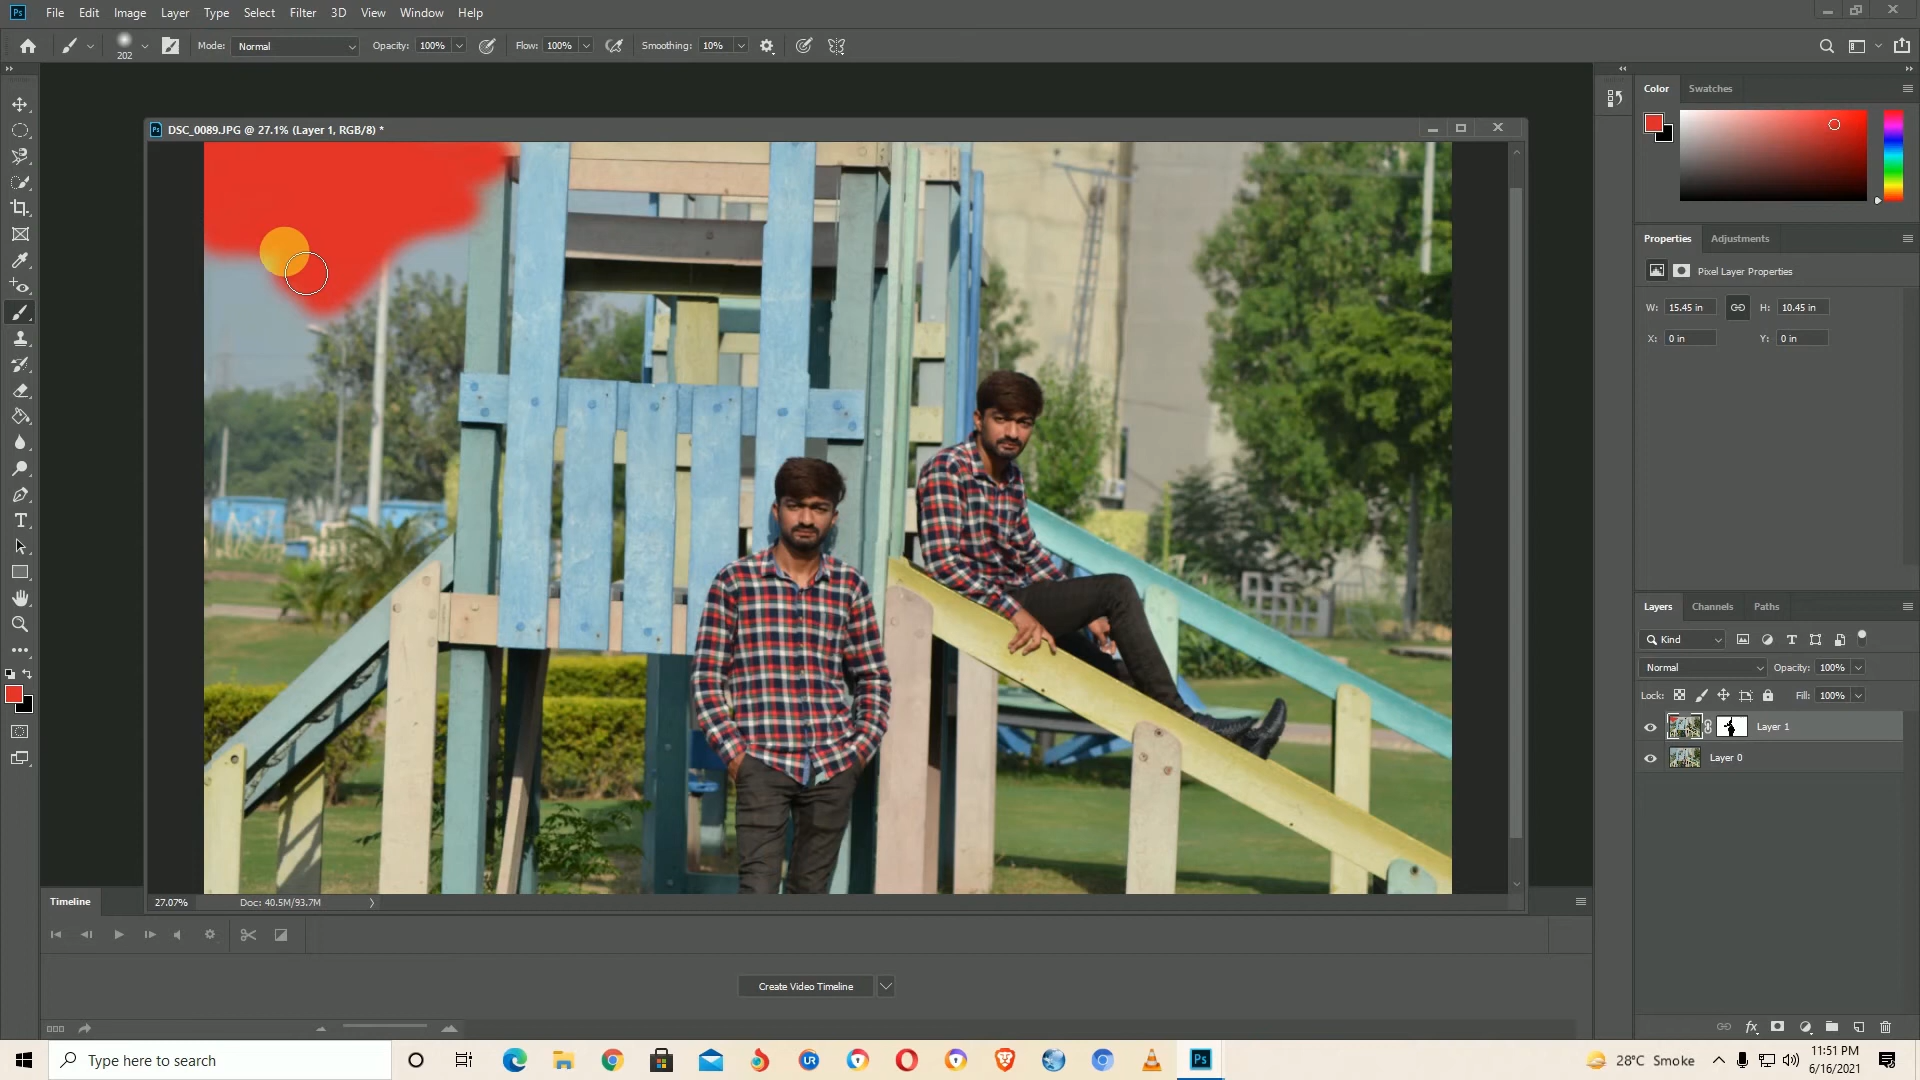 Ps File Edit Image Layer Type Select Filter 3D View Window Help
202 Mode: Normal Opacity: 100% Flow: 100% Smoothing: 10%
Color Swatches
Ps DSC_0089.JPG @ 27.1% (Layer 1, RGB/8) *
Properties Adjustments
Pixel Layer Properties
W: 15.45 in H: 10.45 in
X: 0 in Y: 0 in
Layers Channels Paths
Kind
Normal Opacity: 100%
Lock: Fill: 100%
Layer 1
Layer 0
Timeline
27.07% Doc: 40.5M/93.7M
Create Video Timeline
Type here to search
UR
Ps
28°C Smoke
11:51 PM
6/16/2021